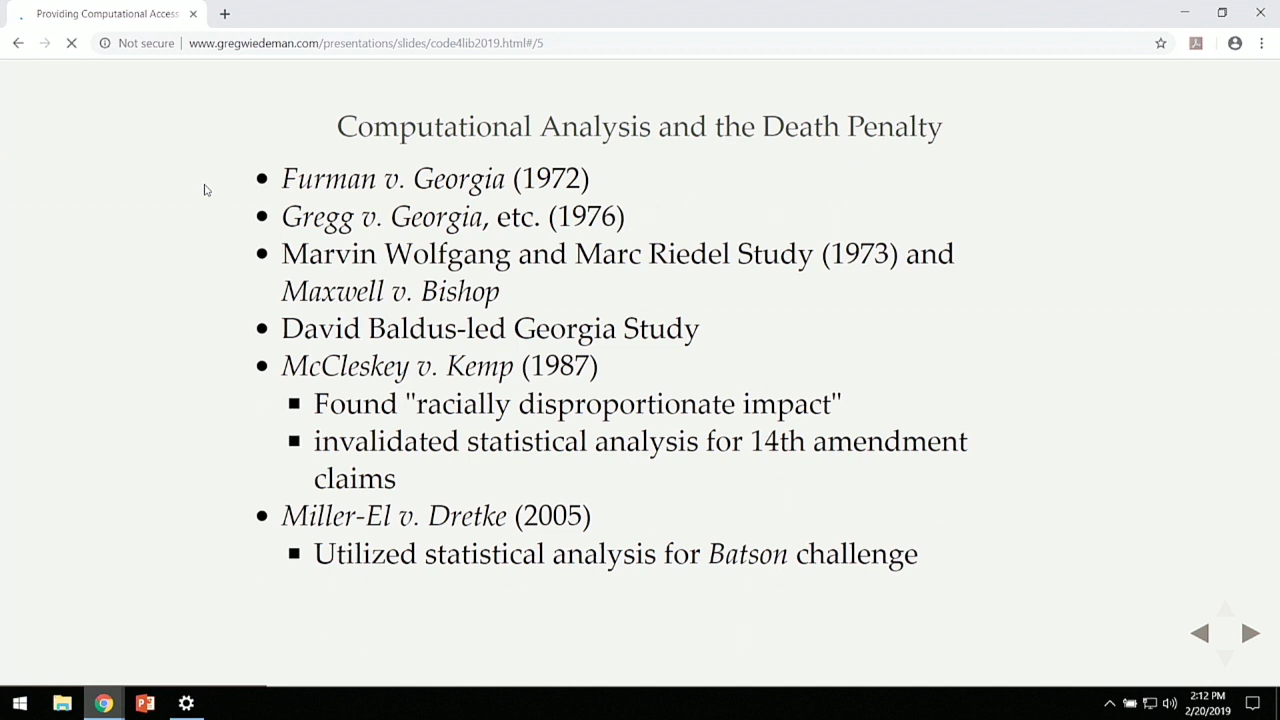 Providing Computational Access
Not secure www.gregwiedeman.com/presentations/slides/code4lib2019.html#/5
Computational Analysis and the Death Penalty
• Furman v. Georgia (1972)
• Gregg v. Georgia, etc. (1976)
• Marvin Wolfgang and Marc Riedel Study (1973) and
Maxwell v. Bishop
• David Baldus-led Georgia Study
• McCleskey v. Kemp (1987)
▪ Found "racially disproportionate impact"
▪ invalidated statistical analysis for 14th amendment
claims
• Miller-El v. Dretke (2005)
▪ Utilized statistical analysis for Batson challenge
2:12 PM
2/20/2019